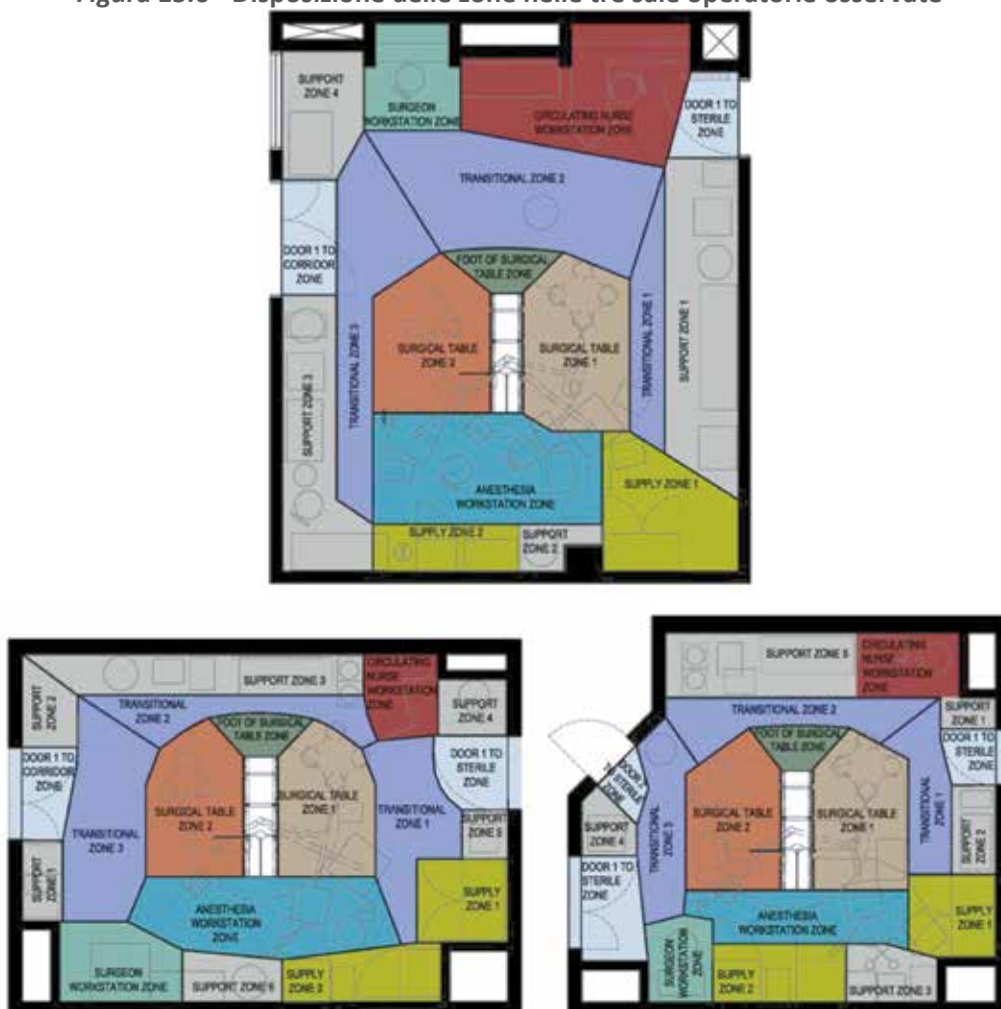 Figura 13.6 - Disposizione delle zone nelle tre sale operatorie osservate
SUPPORT
ZONE 4
SURGEON
WORKSTATION ZONE
CIRCULATING NURSE
WORKSTATION ZONE
DOOR 1 TO
STERILE
ZONE
TRANSITIONAL ZONE 2
DOOR 1 TO
CORRIDOR
ZONE
FOOT OF SURGICAL
TABLE ZONE
TRANSITIONAL ZONE 3
SURGICAL TABLE
ZONE 2
SURGICAL TABLE
ZONE 1
TRANSITIONAL ZONE 1
SUPPORT ZONE 1
SUPPORT ZONE 3
ANESTHESIA
WORKSTATION ZONE
SUPPLY ZONE 1
SUPPLY ZONE 2
SUPPORT
ZONE 2
SUPPORT
ZONE 2
TRANSITIONAL
ZONE 2
SUPPORT ZONE 3
CIRCULATING
NURSE
WORKSTATION
ZONE
SUPPORT
ZONE 4
FOOT OF SURGICAL
TABLE ZONE
DOOR 1 TO
CORRIDOR
ZONE
DOOR 1 TO
STERILE
ZONE
SURGICAL TABLE
ZONE 2
SURGICAL TABLE
ZONE 1
TRANSITIONAL
ZONE 3
TRANSITIONAL
ZONE 1
SUPPORT
ZONE 5
SUPPORT
ZONE 1
SUPPLY
ZONE 1
ANESTHESIA
WORKSTATION
ZONE
SURGEON
WORKSTATION ZONE
SUPPORT ZONE 6
SUPPLY
ZONE 2
SUPPORT ZONE 5
CIRCULATING
NURSE
WORKSTATION
ZONE
TRANSITIONAL ZONE 2
SUPPORT
ZONE 1
FOOT OF SURGICAL
TABLE ZONE
DOOR 1 TO
STERILE
ZONE
DOOR
TO STERILE
ZONE
SUPPORT
ZONE 4
TRANSITIONAL
ZONE 3
SURGICAL TABLE
ZONE 2
SURGICAL TABLE
ZONE 1
TRANSITIONAL
ZONE 1
SUPPORT
ZONE 2
DOOR 1 TO
STERILE
ZONE
ANESTHESIA
WORKSTATION ZONE
SUPPLY
ZONE 1
SURGEON
WORKSTATION
ZONE
SUPPLY
ZONE 2
SUPPORT ZONE 3